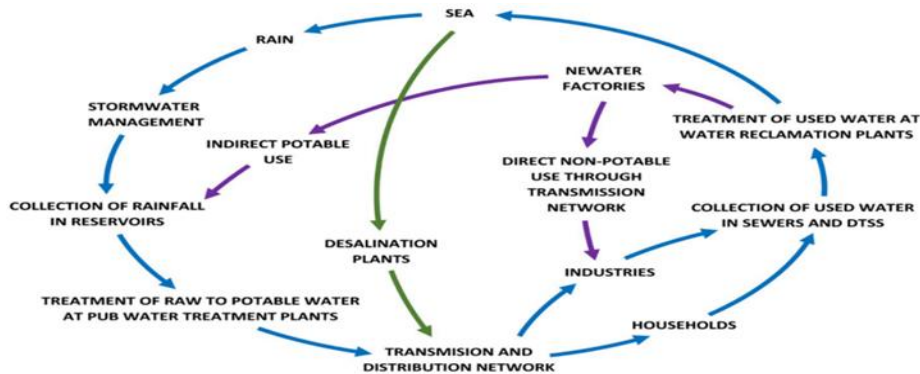 SEA
RAIN
NEWATER
FACTORIES
STORMWATER
MANAGEMENT
TREATMENT OF USED WATER AT
WATER RECLAMATION PLANTS
INDIRECT POTABLE
USE
DIRECT NON-POTABLE
USE THROUGH
TRANSMISSION
NETWORK
COLLECTION OF RAINFALL
IN RESERVOIRS
COLLECTION OF USED WATER
IN SEWERS AND DTSS
DESALINATION
PLANTS
INDUSTRIES
TREATMENT OF RAW TO POTABLE WATER
AT PUB WATER TREATMENT PLANTS
HOUSEHOLDS
TRANSMISION AND
DISTRIBUTION NETWORK